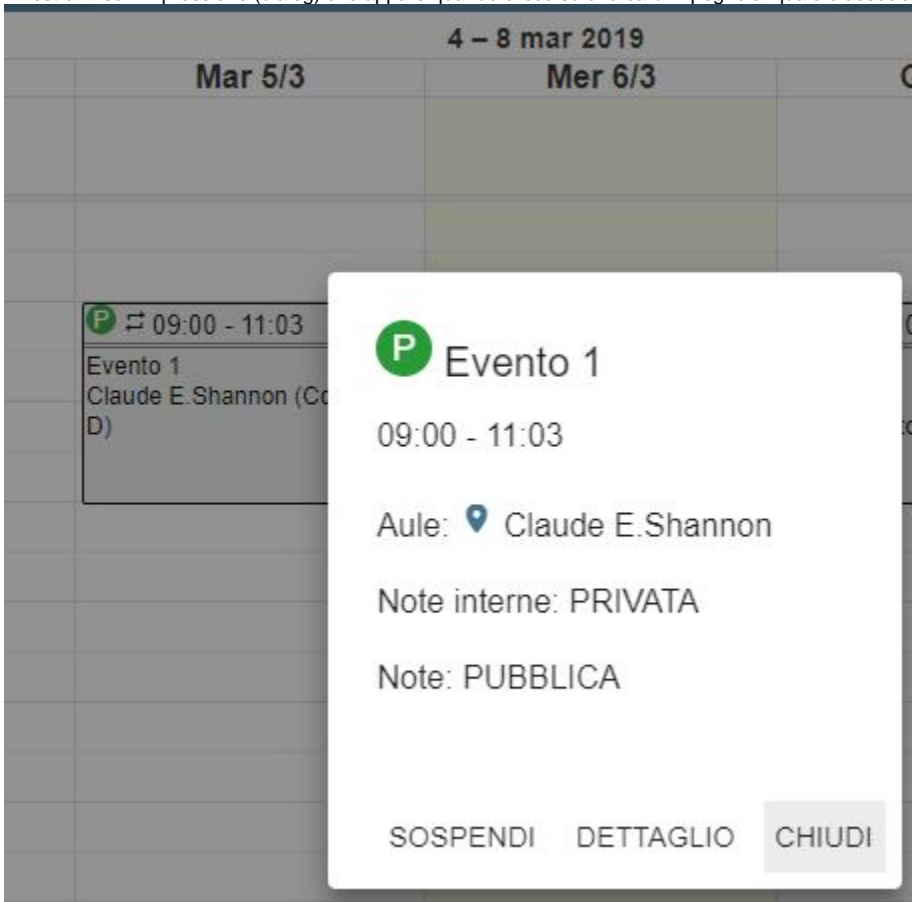 4 – 8 mar 2019
Mar 5/3
Mer 6/3
P 09:00 - 11:03
Evento 1
Claude E.Shannon (Co
D)
P Evento 1
09:00 - 11:03
Aule: Claude E.Shannon
Note interne: PRIVATA
Note: PUBBLICA
SOSPENDI DETTAGLIO CHIUDI